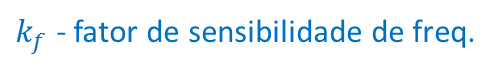 k_f - fator de sensibilidade de freq.